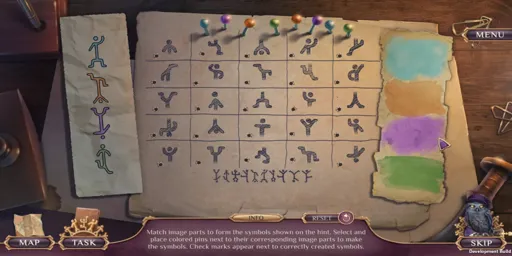 MENU
INFO
RESET
Match image parts to form the symbols shown on the hint. Select and
place colored pins next to their corresponding image parts to make
the symbols. Check marks appear next to correctly created symbols.
MAP
TASK
SKIP
Development Build